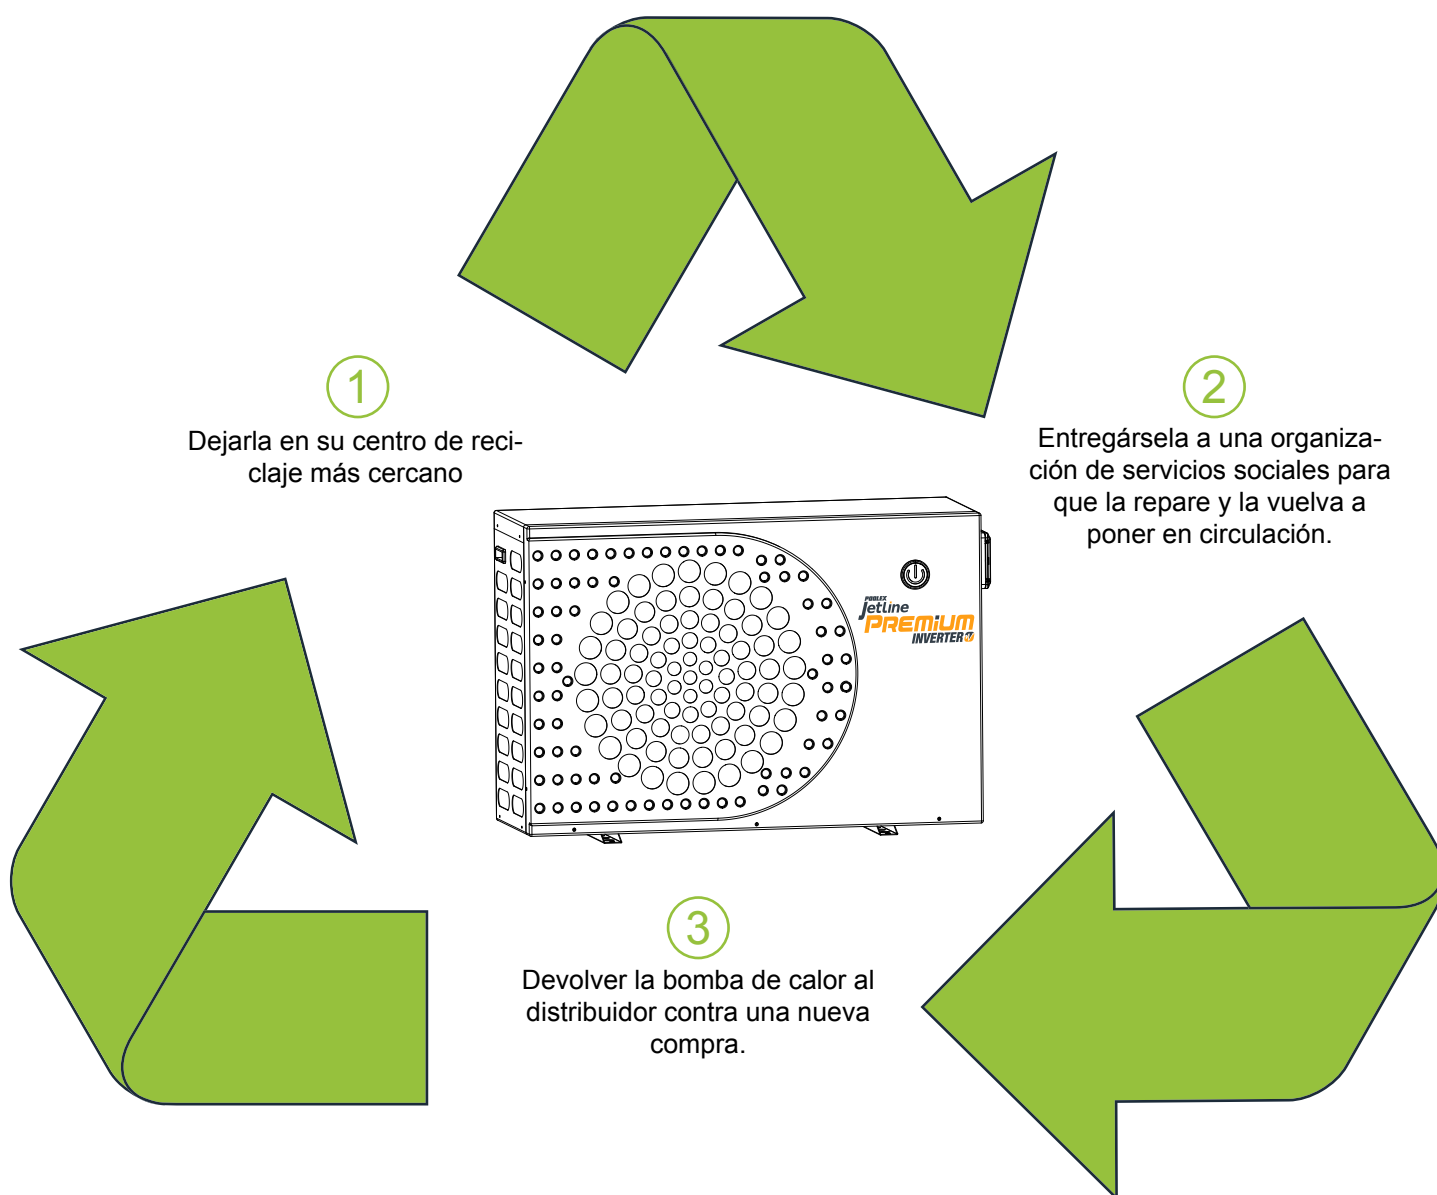 1
Dejarla en su centro de reci-
claje más cercano
2
Entregársela a una organiza-
ción de servicios sociales para
que la repare y la vuelva a
poner en circulación.
POOLEX
jetline
PREMIUM
INVERTER
3
Devolver la bomba de calor al
distribuidor contra una nueva
compra.